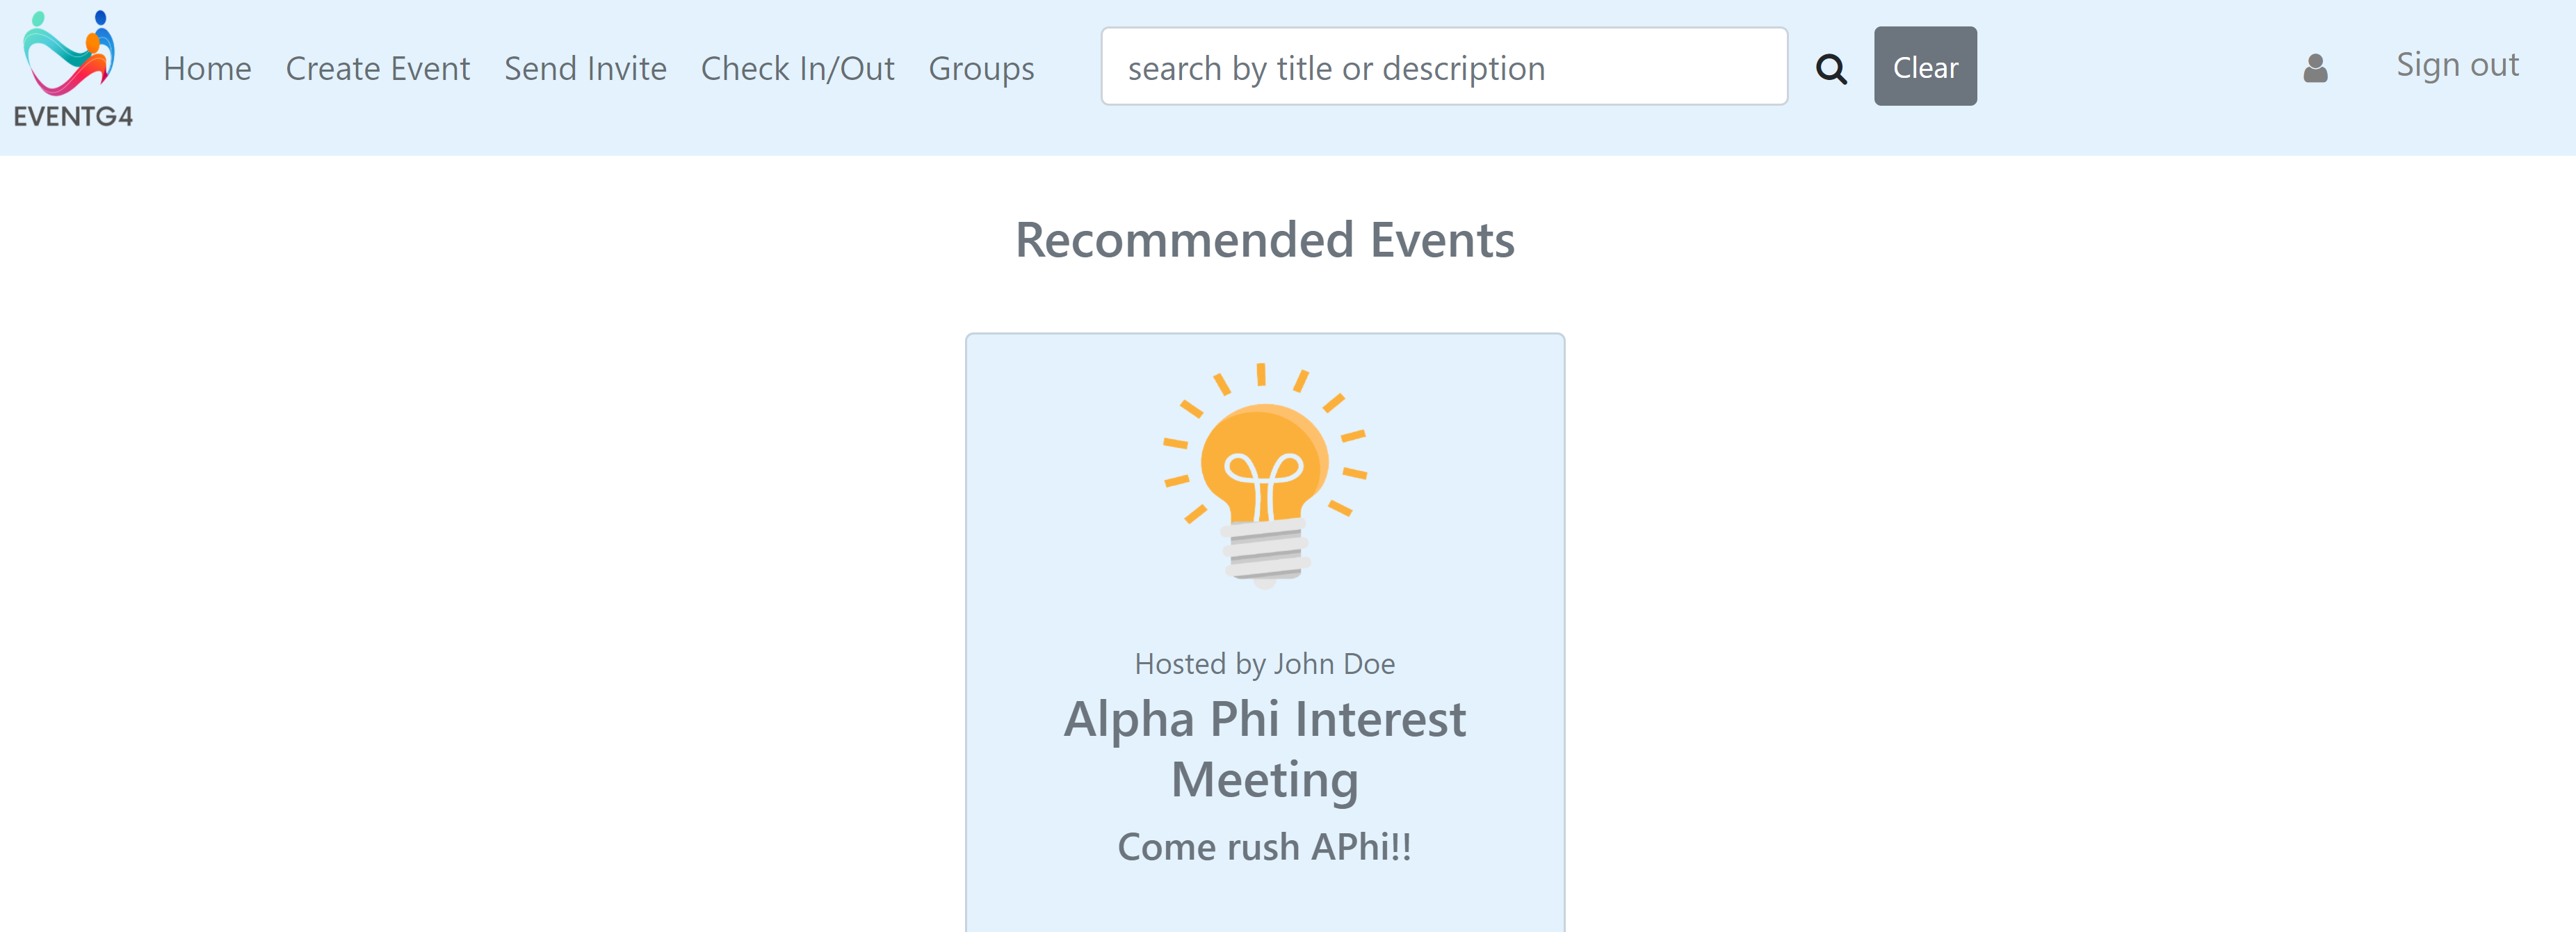 EVENTG4
Home Create Event Send Invite Check In/Out Groups search by title or description Clear Sign out
Recommended Events
Hosted by John Doe
Alpha Phi Interest
Meeting
Come rush APhi!!